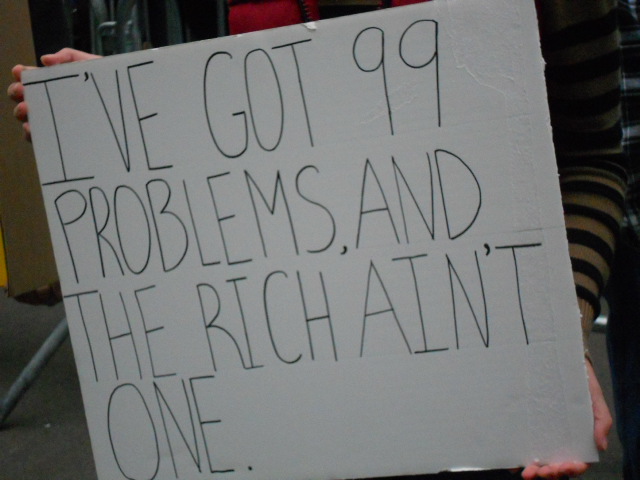 I'VE GOT 99
PROBLEMS, AND
THE RICH AIN'T
ONE.